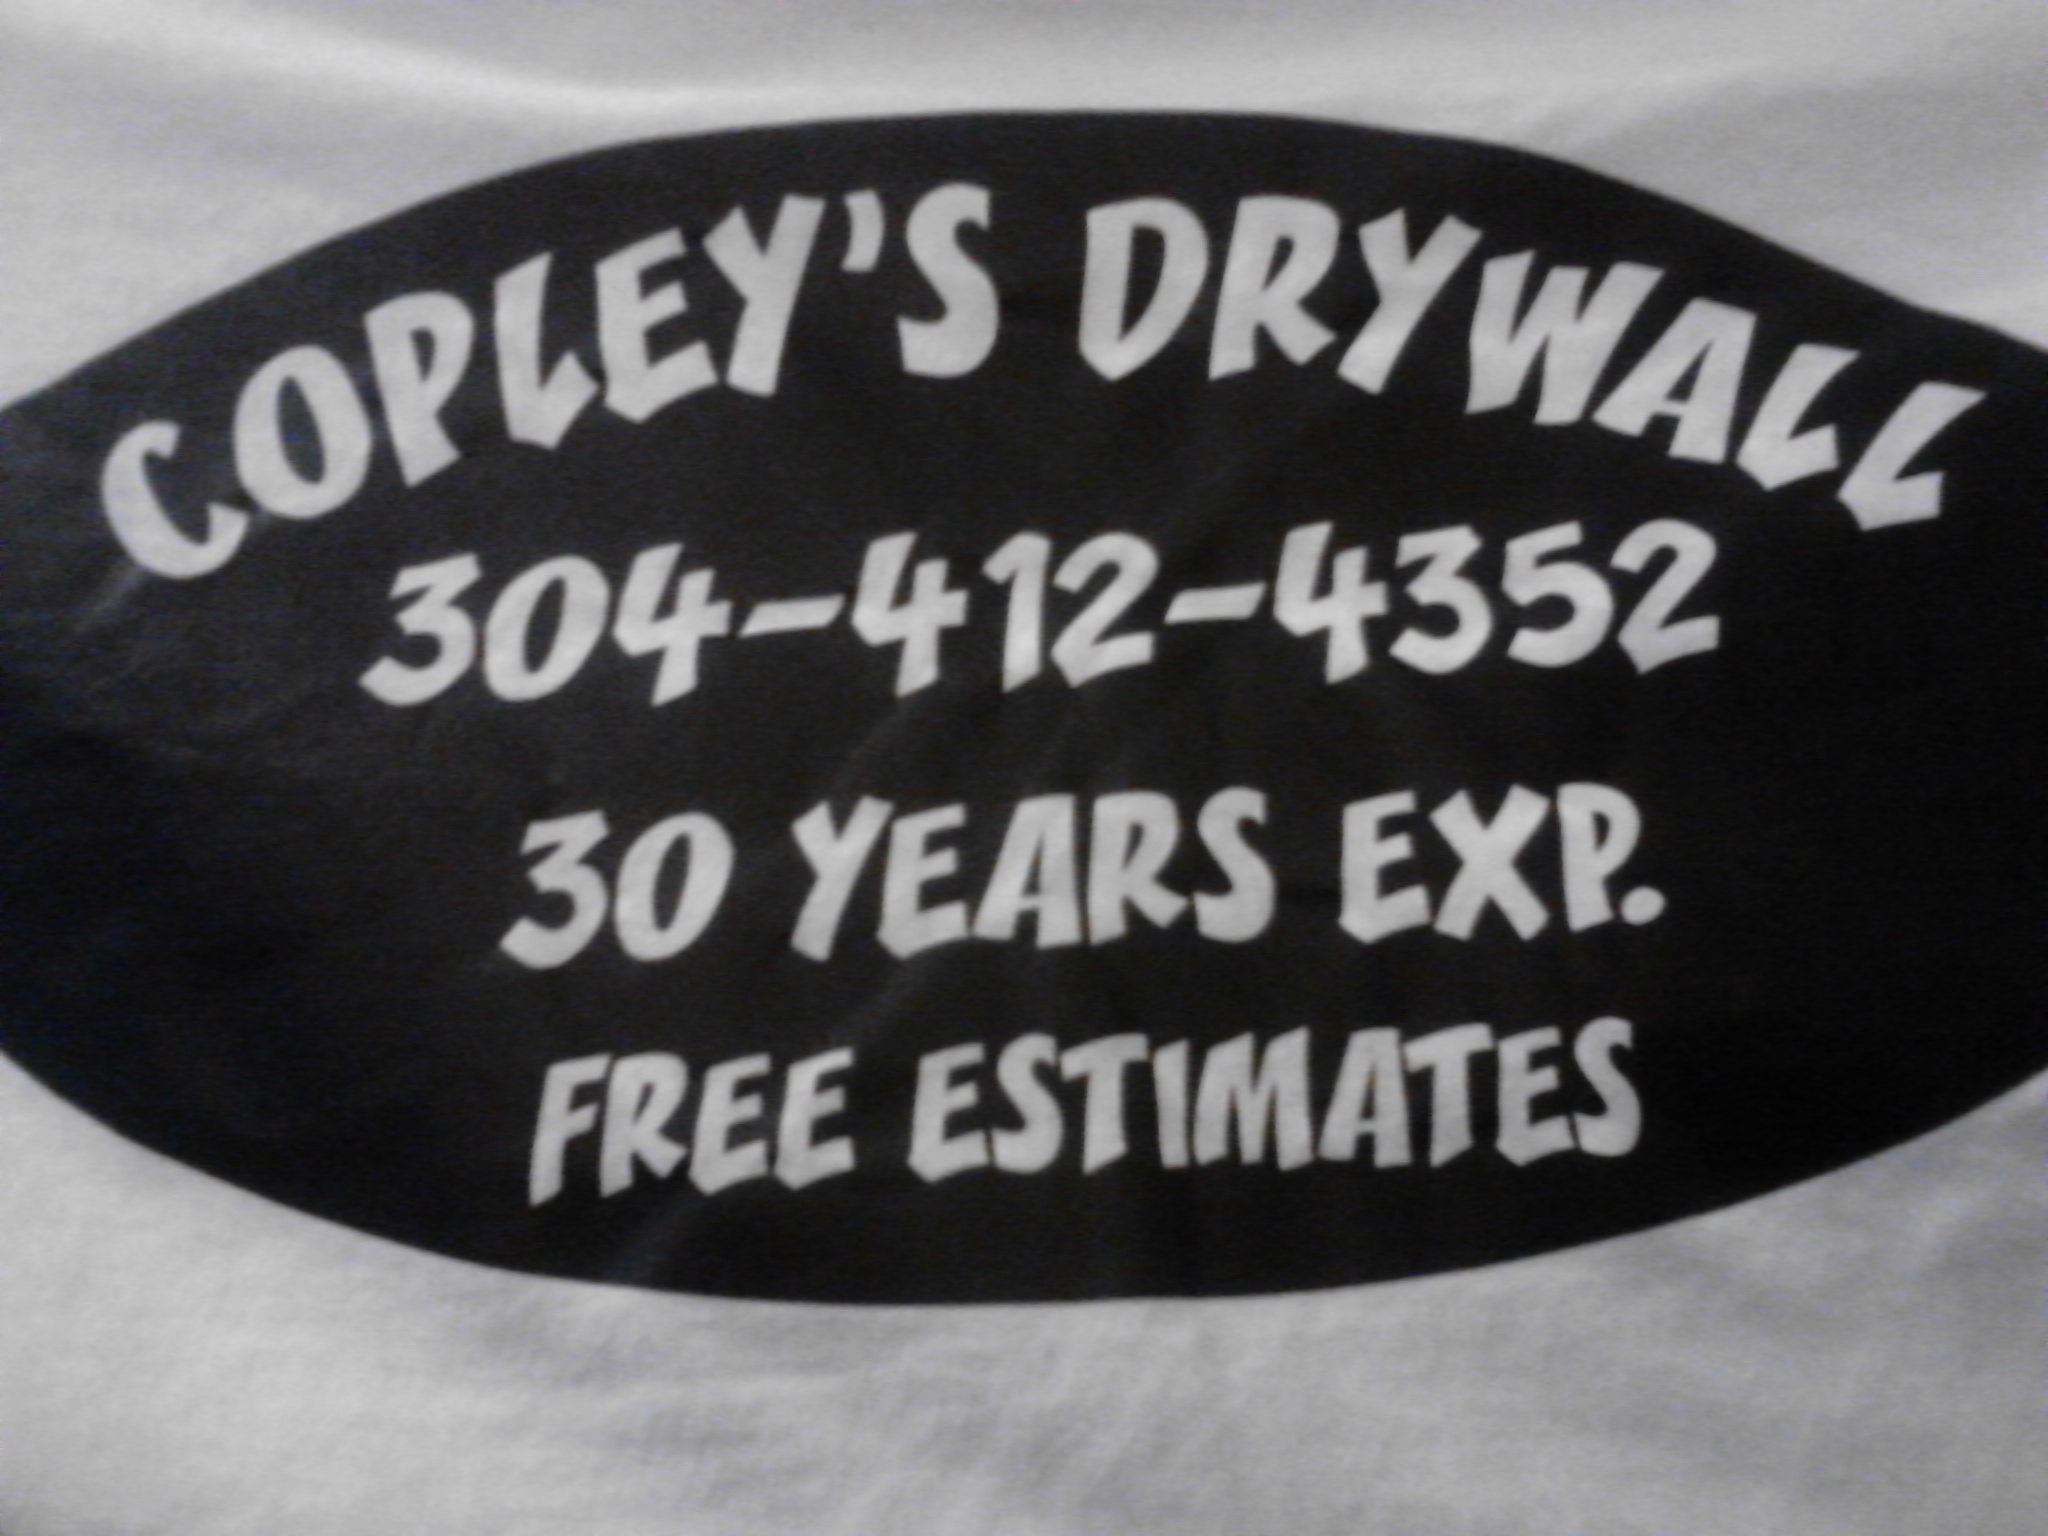 COPLEY'S DRYWALL
304-412-4352
30 YEARS EXP.
FREE ESTIMATES